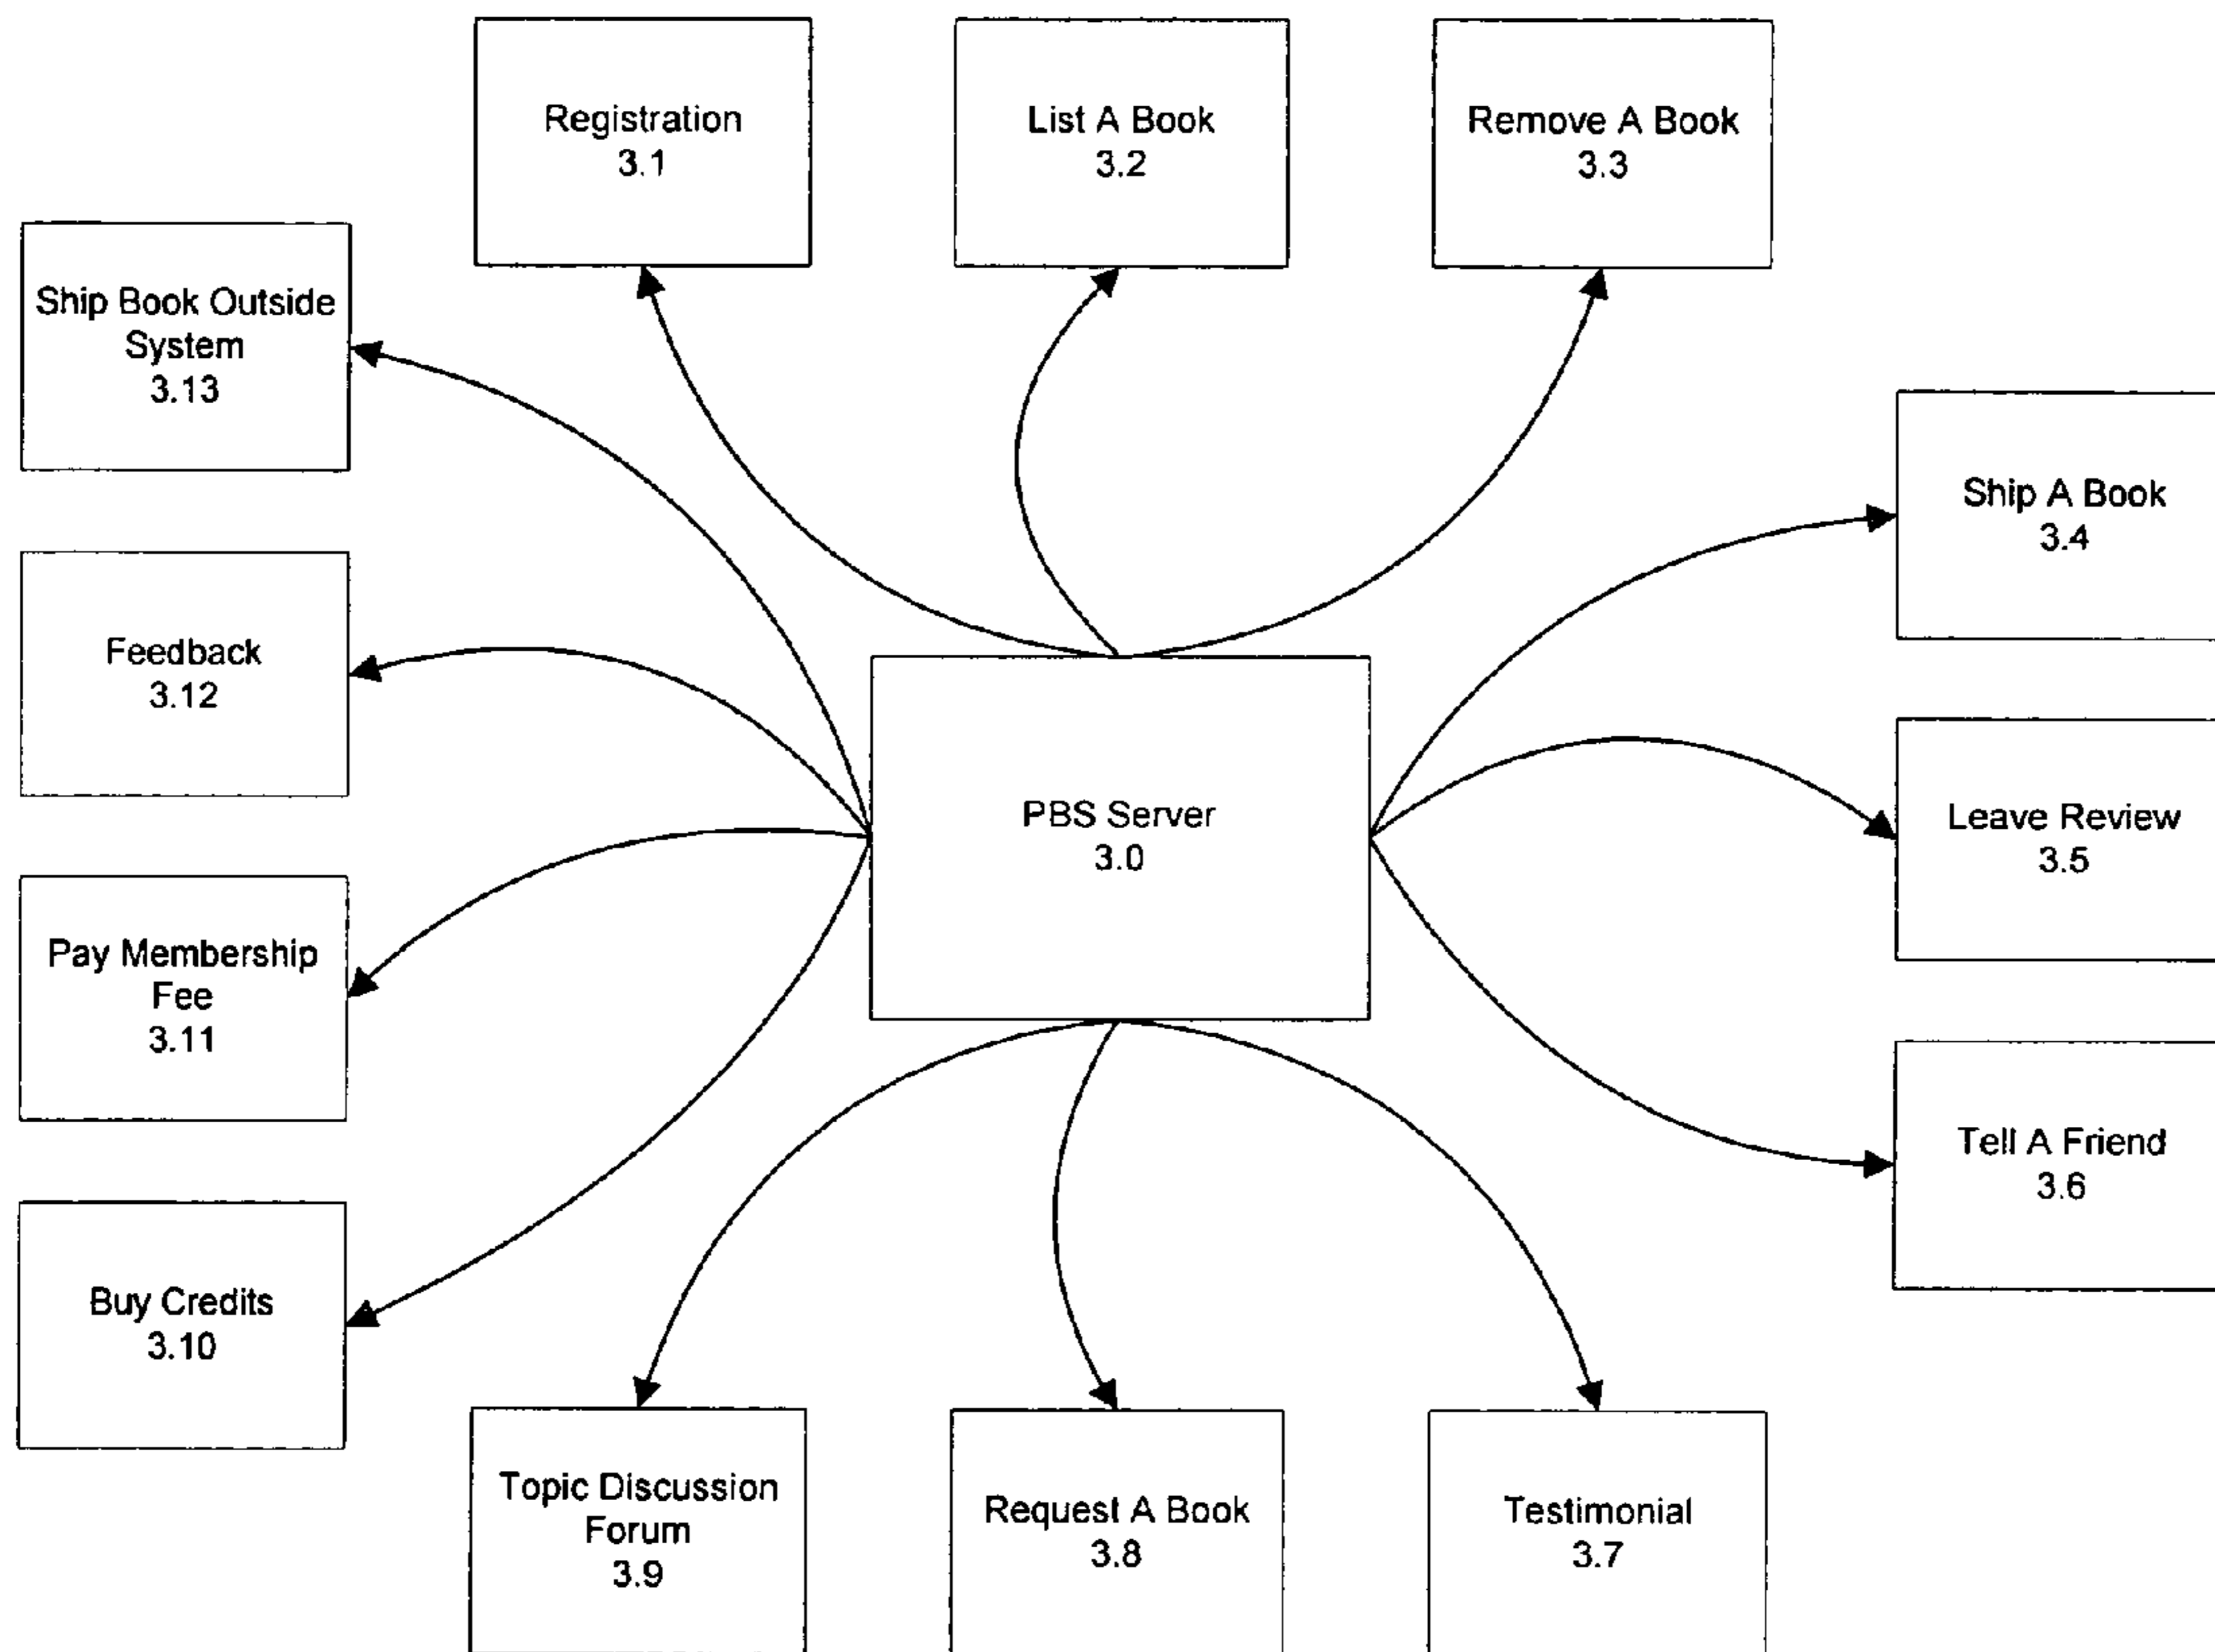 Registration
3.1
List A Book
3.2
Remove A Book
3.3
Ship Book Outside
System
3.13
Ship A Book
3.4
Feedback
3.12
PBS Server
3.0
Leave Review
3.5
Pay Membership
Fee
3.11
Tell A Friend
3.6
Buy Credits
3.10
Topic Discussion
Forum
3.9
Request A Book
3.8
Testimonial
3.7